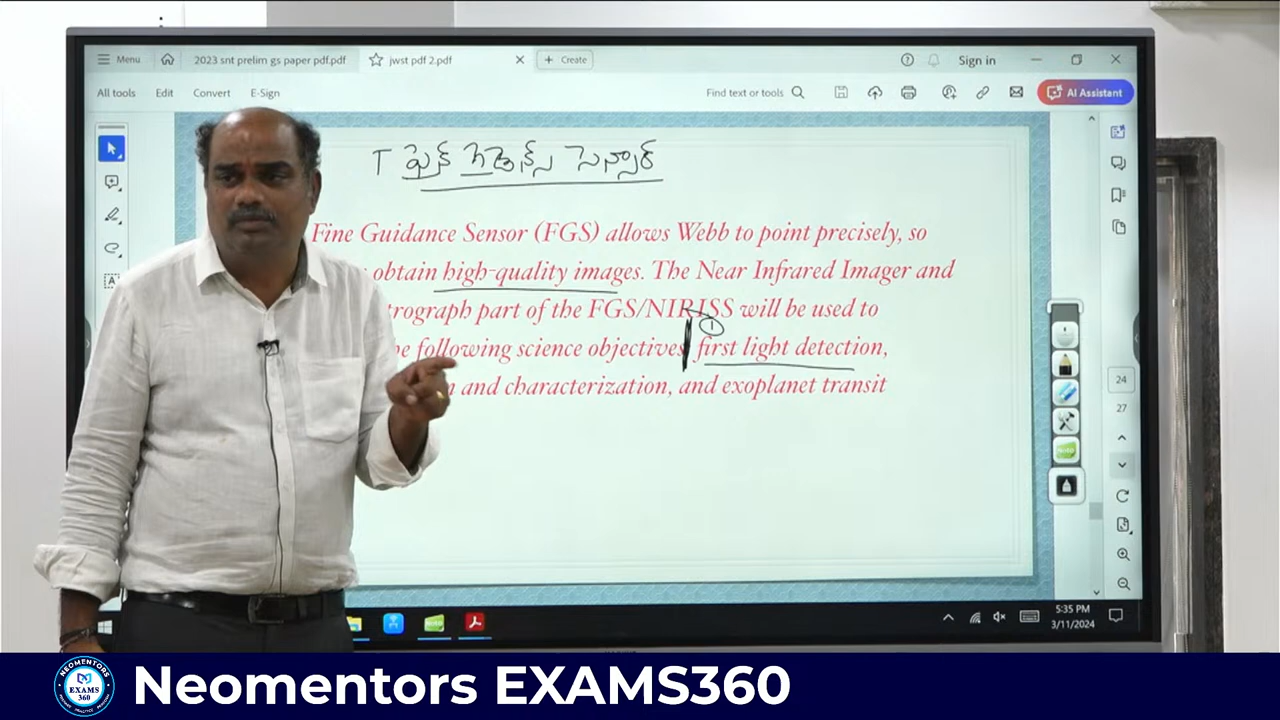 Menu 2023 snt prelim gs paper pdf.pdf jwst pdf 2.pdf Create Sign in
All tools Edit Convert E-Sign Find text or tools AI Assistant
ఫైన్ గైడెన్స్ సెన్సార్
Fine Guidance Sensor (FGS) allows Webb to point precisely, so
obtain high-quality images. The Near Infrared Imager and
trograph part of the FGS/NIRISS will be used to
1
following science objectives first light detection,
and characterization, and exoplanet transit
24
27
5:35 PM
3/11/2024
NEOMENTORS
EXAMS
360
Neomentors EXAMS360